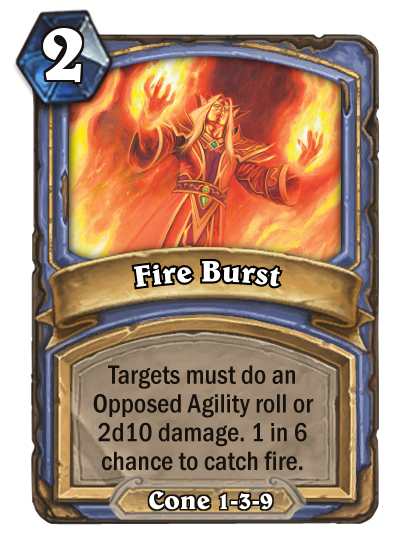 2
Fire Burst
Targets must do an
Opposed Agility roll or
2d10 damage. 1 in 6
chance to catch fire.
Cone 1-3-9